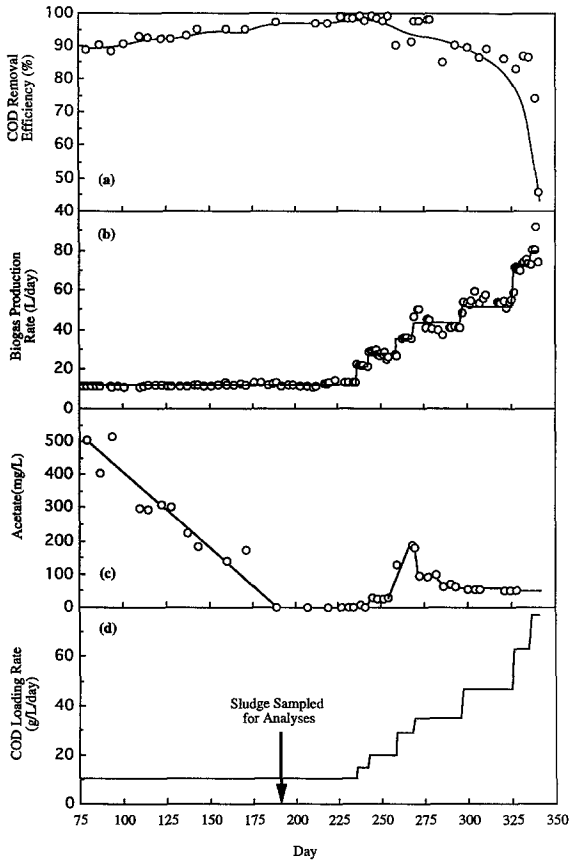 COD Removal
Efficiency (%)
100
90
80
70
60
50
40
(a)
Biogas Production
Rate (L/day)
80
60
40
20
0
(b)
Acetate(mg/L)
500
400
300
200
100
0
(c)
COD Loading Rate
(g/L/day)
60
40
20
0
(d)
Sludge Sampled
for Analyses
75 100 125 150 175 200 225 250 275 300 325 350
Day